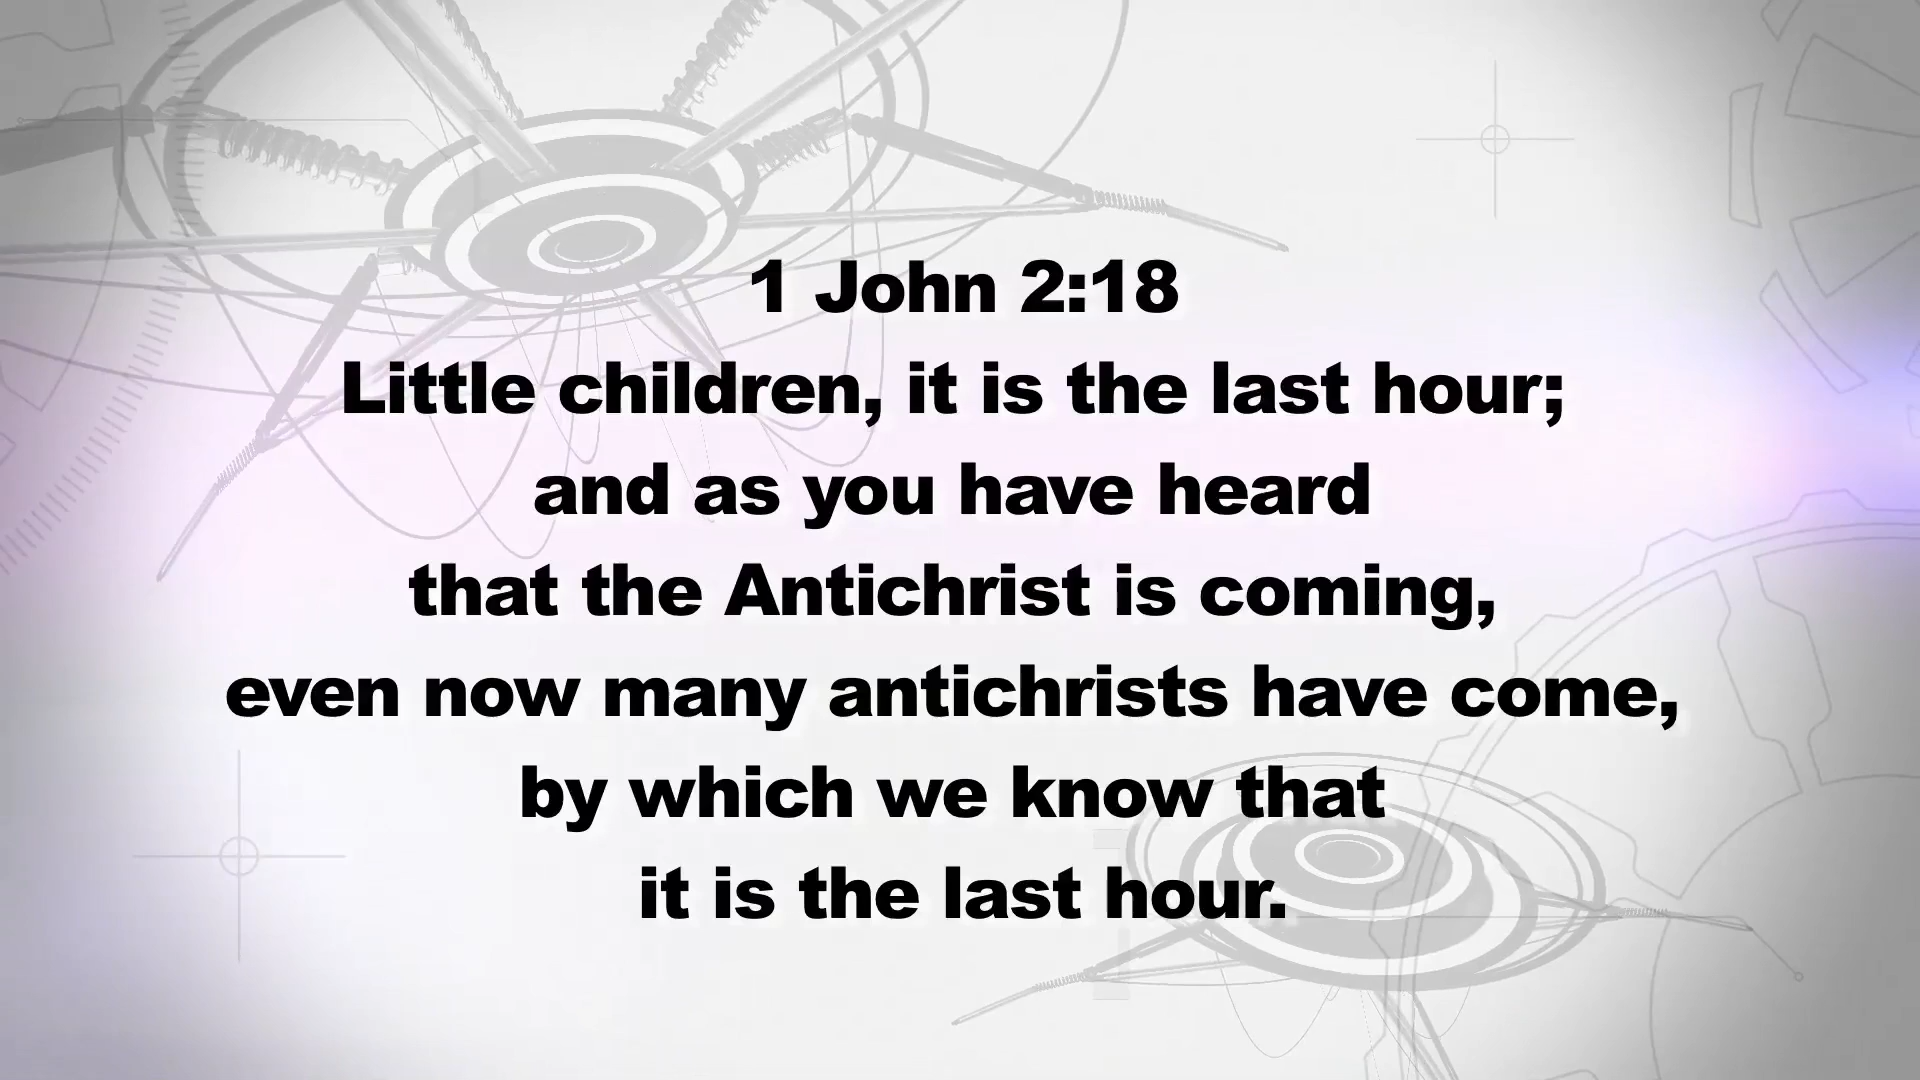 1 John 2:18
Little children, it is the last hour;
and as you have heard
that the Antichrist is coming,
even now many antichrists have come,
by which we know that
it is the last hour.